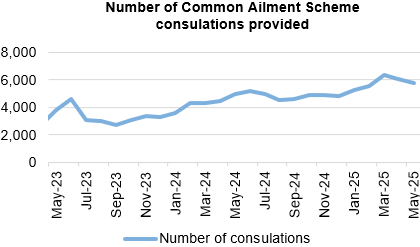 Number of Common Ailment Scheme
consulations provided
8,000
6,000
4,000
2,000
0
May-23
Jul-23
Sep-23
Nov-23
Jan-24
Mar-24
May-24
Jul-24
Sep-24
Nov-24
Jan-25
Mar-25
May-25
Number of consulations